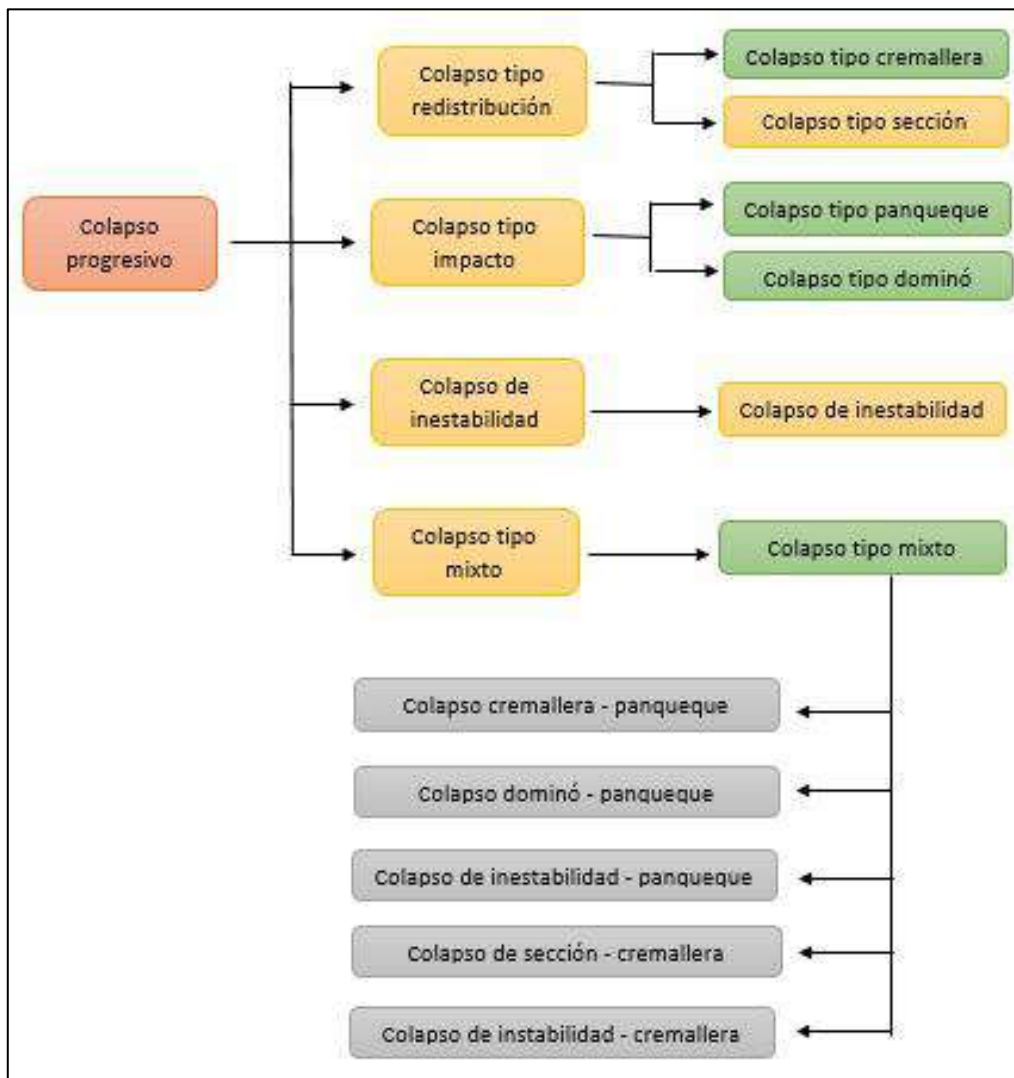 Colapso
progresivo
Colapso tipo
redistribución
Colapso tipo cremallera
Colapso tipo sección
Colapso tipo
impacto
Colapso tipo panqueque
Colapso tipo dominó
Colapso de
inestabilidad
Colapso de inestabilidad
Colapso tipo
mixto
Colapso tipo mixto
Colapso cremallera - panqueque
Colapso dominó - panqueque
Colapso de inestabilidad - panqueque
Colapso de sección - cremallera
Colapso de instabilidad - cremallera